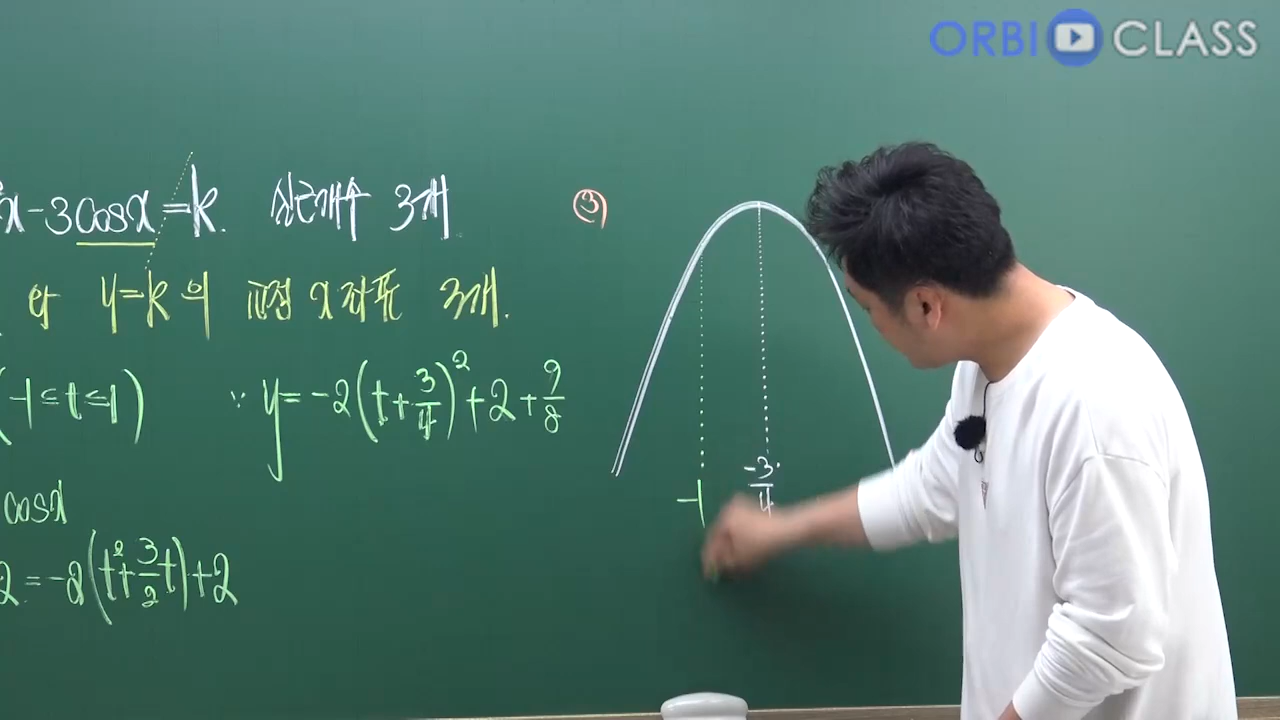 ORBI CLASS
x-3cosx=k. 실근개수 3개.
와 y=k의 교점 x좌표 3개.
(-1≤t≤1)
∵ y=-2(t+3/4)²+2+9/8
cosx
2=-2(t²+3/2t)+2
③
-1
-3/4